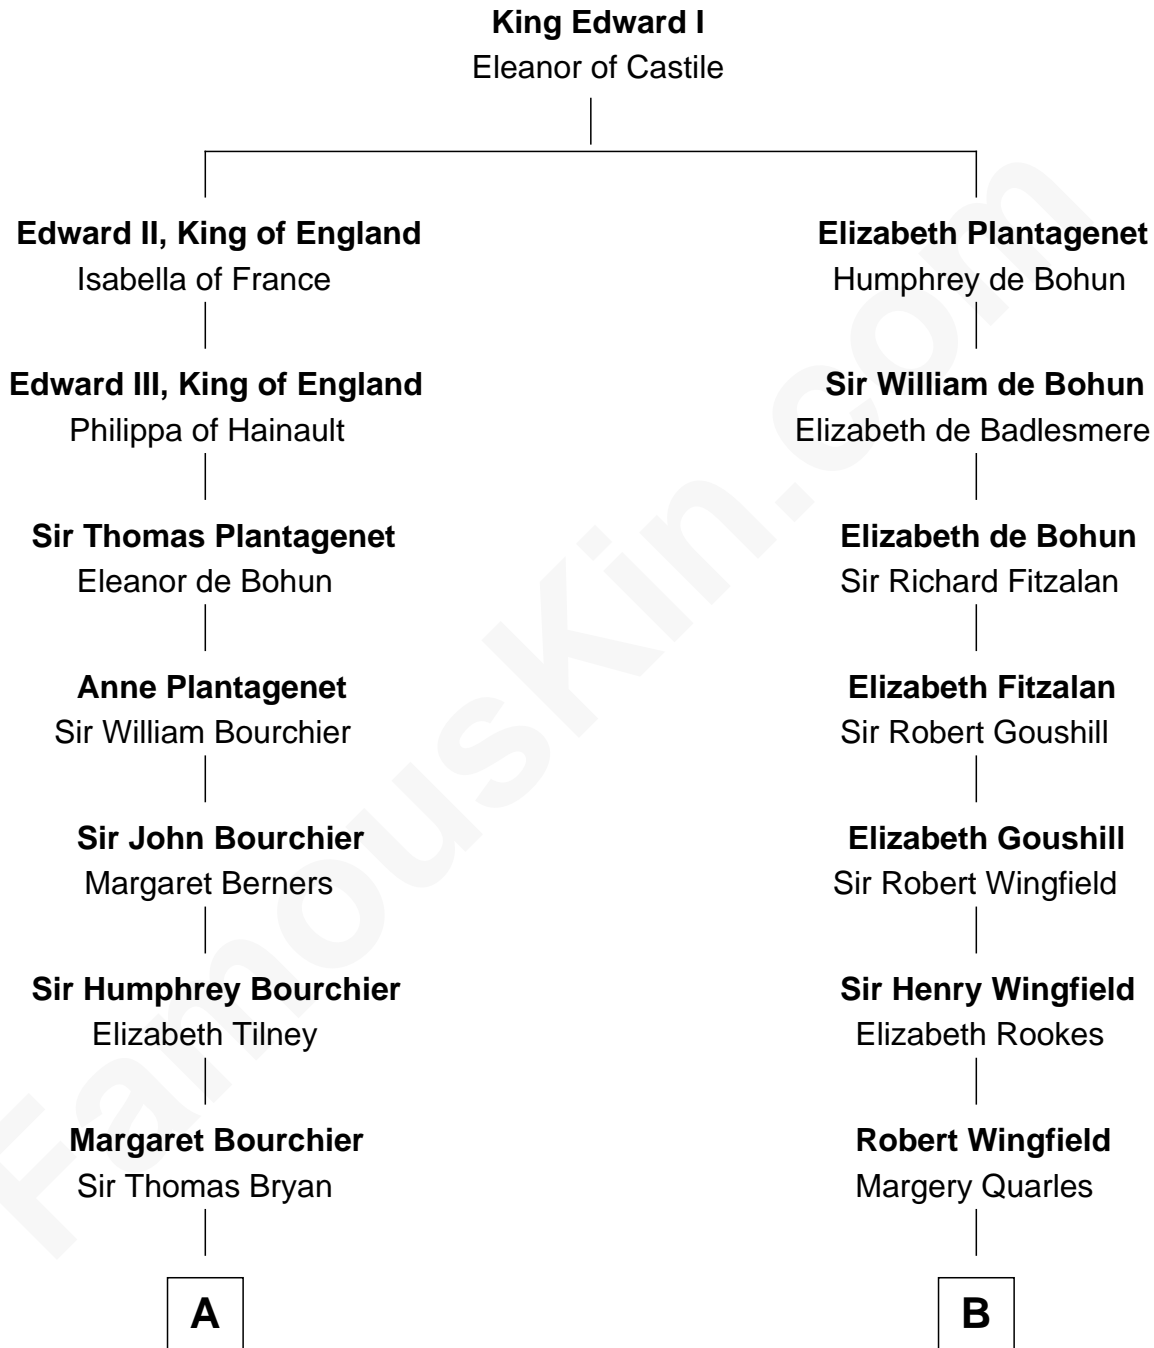 King Edward I
Eleanor of Castile
Edward II, King of England
Isabella of France
Elizabeth Plantagenet
Humphrey de Bohun
Edward III, King of England
Philippa of Hainault
Sir William de Bohun
Elizabeth de Badlesmere
Sir Thomas Plantagenet
Eleanor de Bohun
Elizabeth de Bohun
Sir Richard Fitzalan
Anne Plantagenet
Sir William Bourchier
Elizabeth Fitzalan
Sir Robert Goushill
Sir John Bourchier
Margaret Berners
Elizabeth Goushill
Sir Robert Wingfield
Sir Humphrey Bourchier
Elizabeth Tilney
Sir Henry Wingfield
Elizabeth Rookes
Margaret Bourchier
Sir Thomas Bryan
Robert Wingfield
Margery Quarles
A
B
FamousKin.com